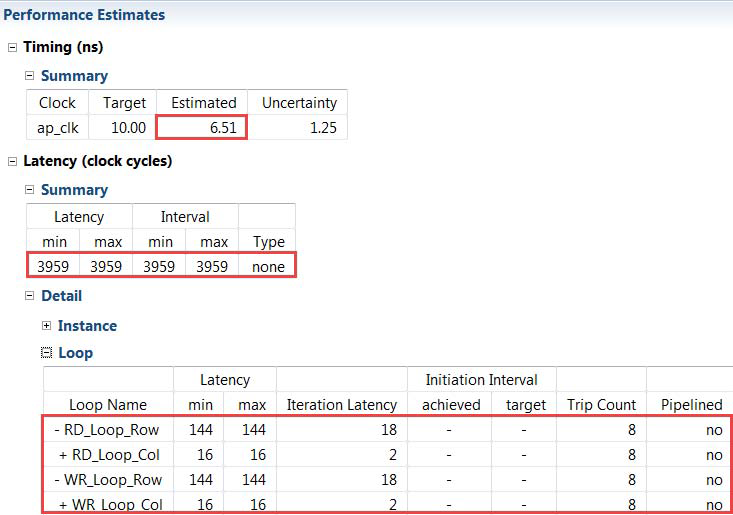 Performance Estimates
Timing (ns)
Summary
Clock Target Estimated Uncertainty
ap_clk 10.00 6.51 1.25
Latency (clock cycles)
Summary
Latency Interval
min max min max Type
3959 3959 3959 3959 none
Detail
Instance
Loop
Latency Initiation Interval
Loop Name min max Iteration Latency achieved target Trip Count Pipelined
- RD_Loop_Row 144 144 18 - - 8 no
+ RD_Loop_Col 16 16 2 - - 8 no
- WR_Loop_Row 144 144 18 - - 8 no
+ WR_Loop_Col 16 16 2 - - 8 no